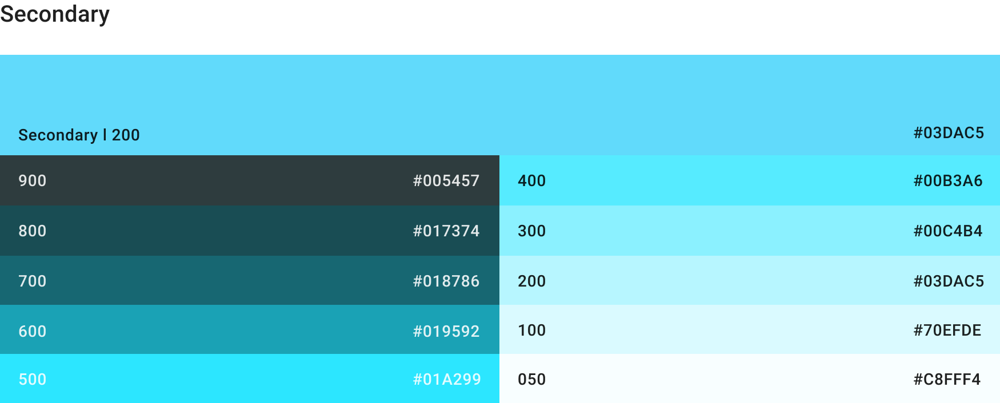 Secondary
Secondary l 200 #03DAC5
900 #005457
800 #017374
700 #018786
600 #019592
500 #01A299
400 #00B3A6
300 #00C4B4
200 #03DAC5
100 #70EFDE
050 #C8FFF4